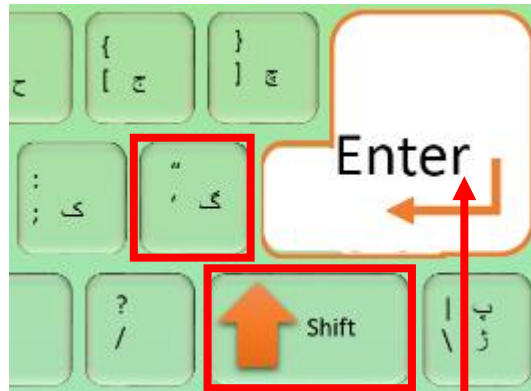 { }
ح [ ج ] چ
Enter
: "
; ک ' گ
? | پ
/ Shift \ ژ